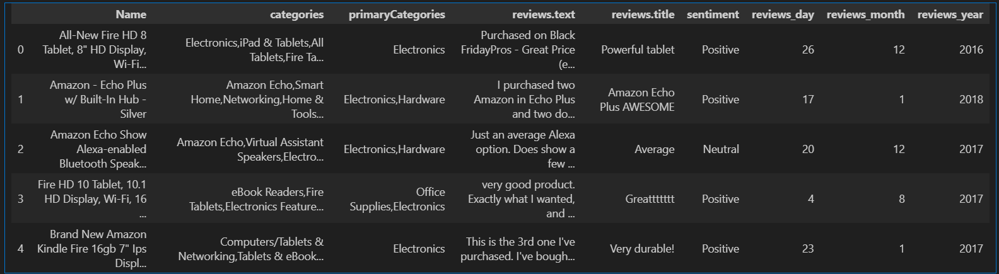 Name categories primaryCategories reviews.text reviews.title sentiment reviews_day reviews_month reviews_year
0
All-New Fire HD 8
Tablet, 8" HD Display,
Wi-Fi...
Electronics,iPad & Tablets,All
Tablets,Fire Ta...
Electronics
Purchased on Black
FridayPros - Great Price
(e...
Powerful tablet
Positive
26
12
2016
1
Amazon - Echo Plus
w/ Built-In Hub -
Silver
Amazon Echo,Smart
Home,Networking,Home &
Tools...
Electronics,Hardware
I purchased two
Amazon in Echo Plus
and two do...
Amazon Echo
Plus AWESOME
Positive
17
1
2018
2
Amazon Echo Show
Alexa-enabled
Bluetooth Speak...
Amazon Echo,Virtual Assistant
Speakers,Electro...
Electronics,Hardware
Just an average Alexa
option. Does show a
few ...
Average
Neutral
20
12
2017
3
Fire HD 10 Tablet, 10.1
HD Display, Wi-Fi, 16
...
eBook Readers,Fire
Tablets,Electronics Feature...
Office
Supplies,Electronics
very good product.
Exactly what I wanted,
and ...
Greattttttt
Positive
4
8
2017
4
Brand New Amazon
Kindle Fire 16gb 7" Ips
Displ...
Computers/Tablets &
Networking,Tablets & eBook...
Electronics
This is the 3rd one I've
purchased. I've bough...
Very durable!
Positive
23
1
2017